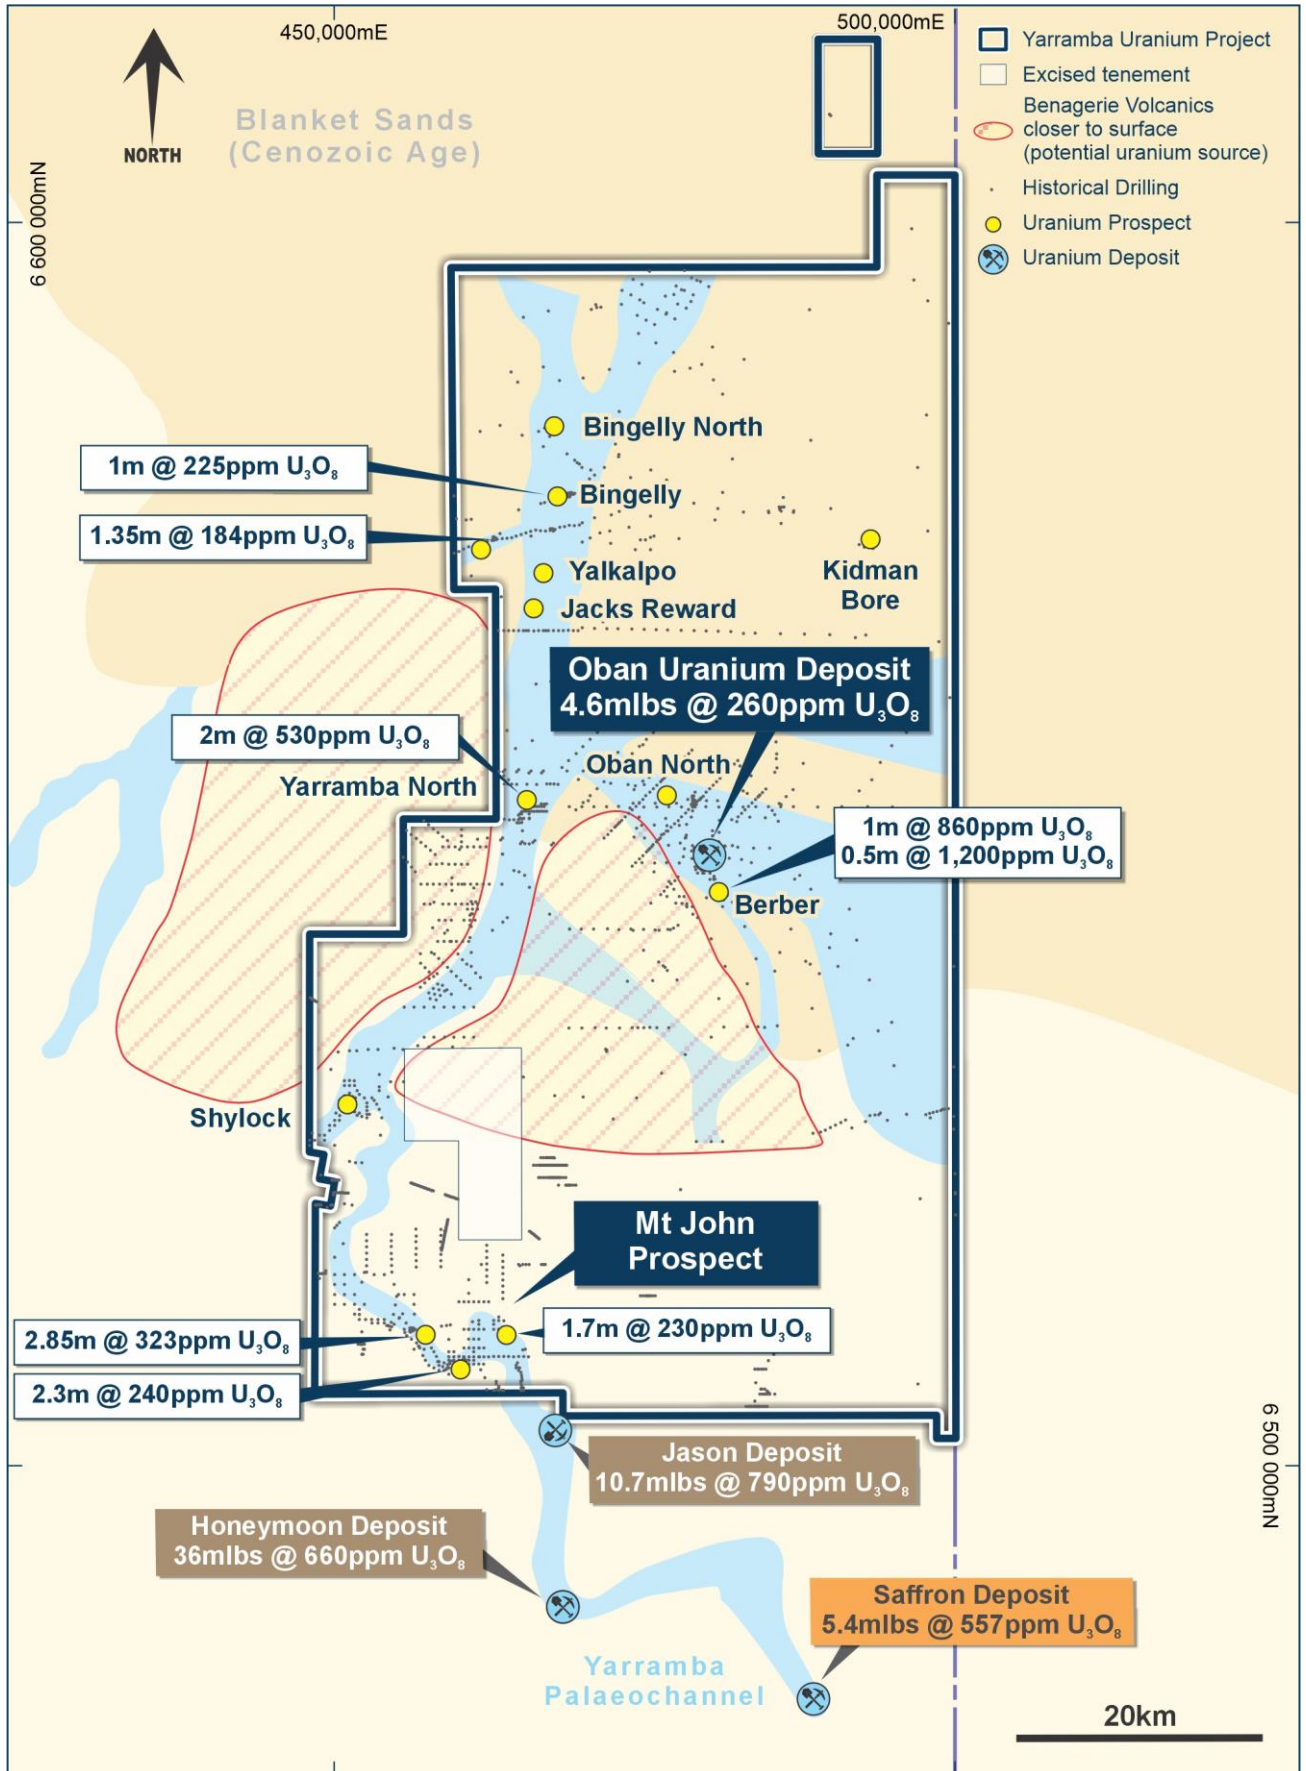 450,000mE
500,000mE
Yarramba Uranium Project
Excised tenement
Benagerie Volcanics
closer to surface
(potential uranium source)
Historical Drilling
Uranium Prospect
Uranium Deposit
NORTH
Blanket Sands
(Cenozoic Age)
6 600 000mN
Bingelly North
1m @ 225ppm U₃O₈
Bingelly
1.35m @ 184ppm U₃O₈
Yalkalpo
Kidman
Bore
Jacks Reward
Oban Uranium Deposit
4.6mlbs @ 260ppm U₃O₈
2m @ 530ppm U₃O₈
Yarramba North
Oban North
1m @ 860ppm U₃O₈
0.5m @ 1,200ppm U₃O₈
Berber
Shylock
Mt John
Prospect
2.85m @ 323ppm U₃O₈
1.7m @ 230ppm U₃O₈
2.3m @ 240ppm U₃O₈
6 500 000mN
Jason Deposit
10.7mlbs @ 790ppm U₃O₈
Honeymoon Deposit
36mlbs @ 660ppm U₃O₈
Saffron Deposit
5.4mlbs @ 557ppm U₃O₈
Yarramba
Palaeochannel
20km